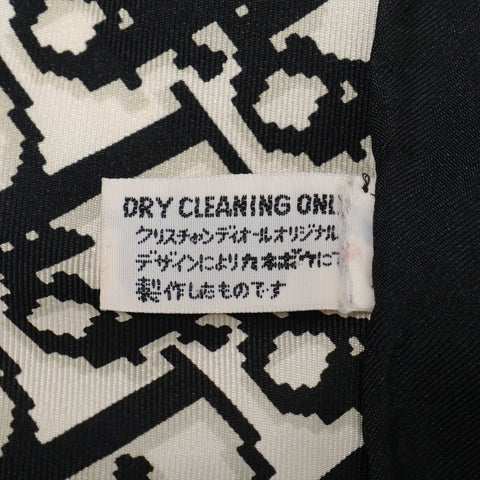 DRY CLEANING ONL
クリスチャンディオールオリジナル
デザインによりカネボウにて
製作したものです